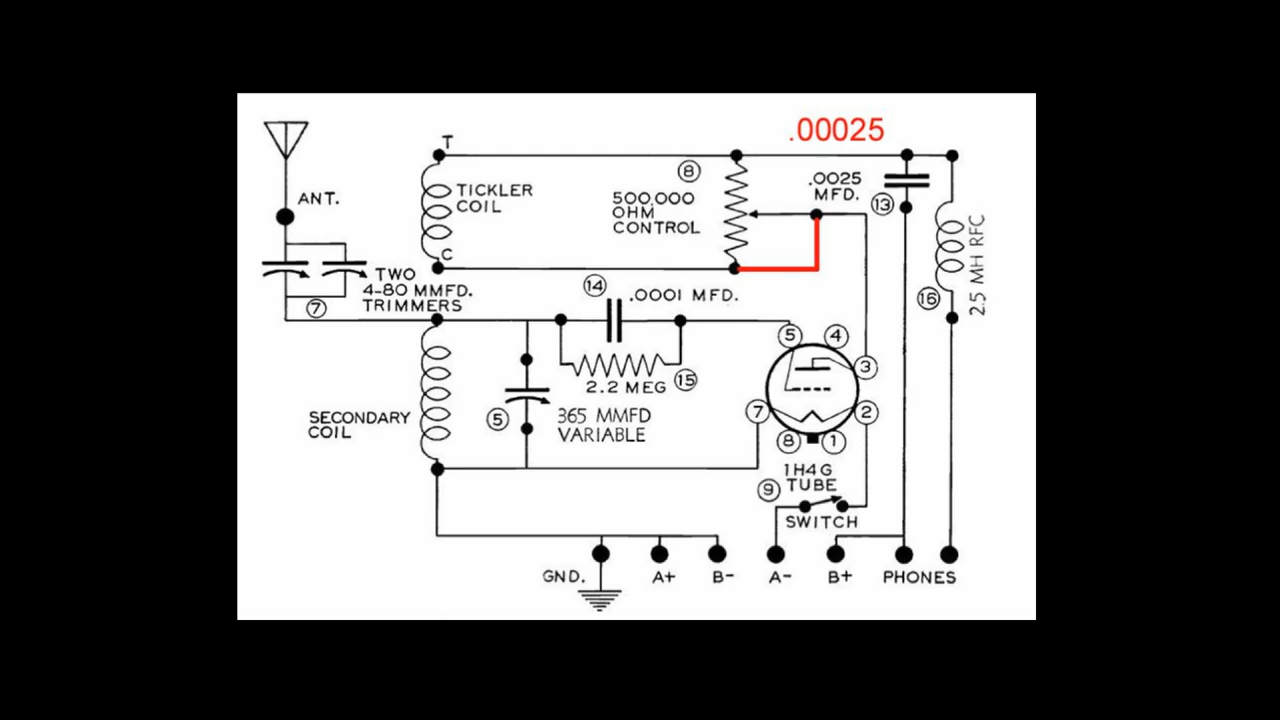 .00025
T
⑧
.0025
MFD.
TICKLER
COIL
500,000
OHM
CONTROL
⑬
ANT.
C
2.5 MH RFC
⑯
TWO
4-80 MMFD.
TRIMMERS
⑦
⑭
.0001 MFD.
⑤
④
③
2.2 MEG
⑮
SECONDARY
COIL
⑤
365 MMFD
VARIABLE
⑦
②
⑧
①
1H4G
TUBE
⑨
SWITCH
GND.
A+
B-
A-
B+
PHONES